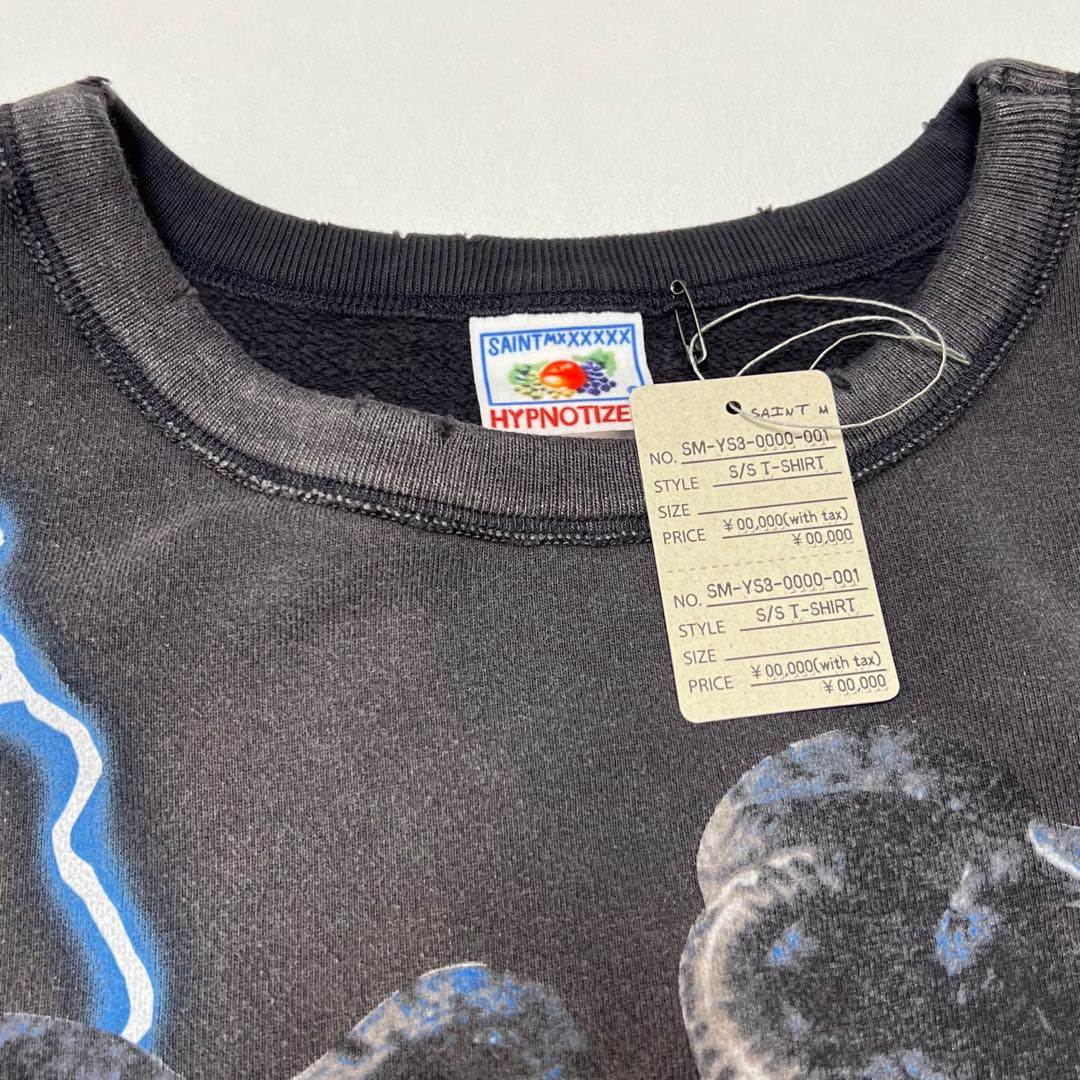 SAINT MXXXXXX
HYPNOTIZE
SAINT M
NO. SM-YS3-0000-001
STYLE S/S T-SHIRT
SIZE
PRICE ¥00,000(with tax)
¥00,000
NO. SM-YS3-0000-001
STYLE S/S T-SHIRT
SIZE
PRICE ¥00,000(with tax)
¥00,000